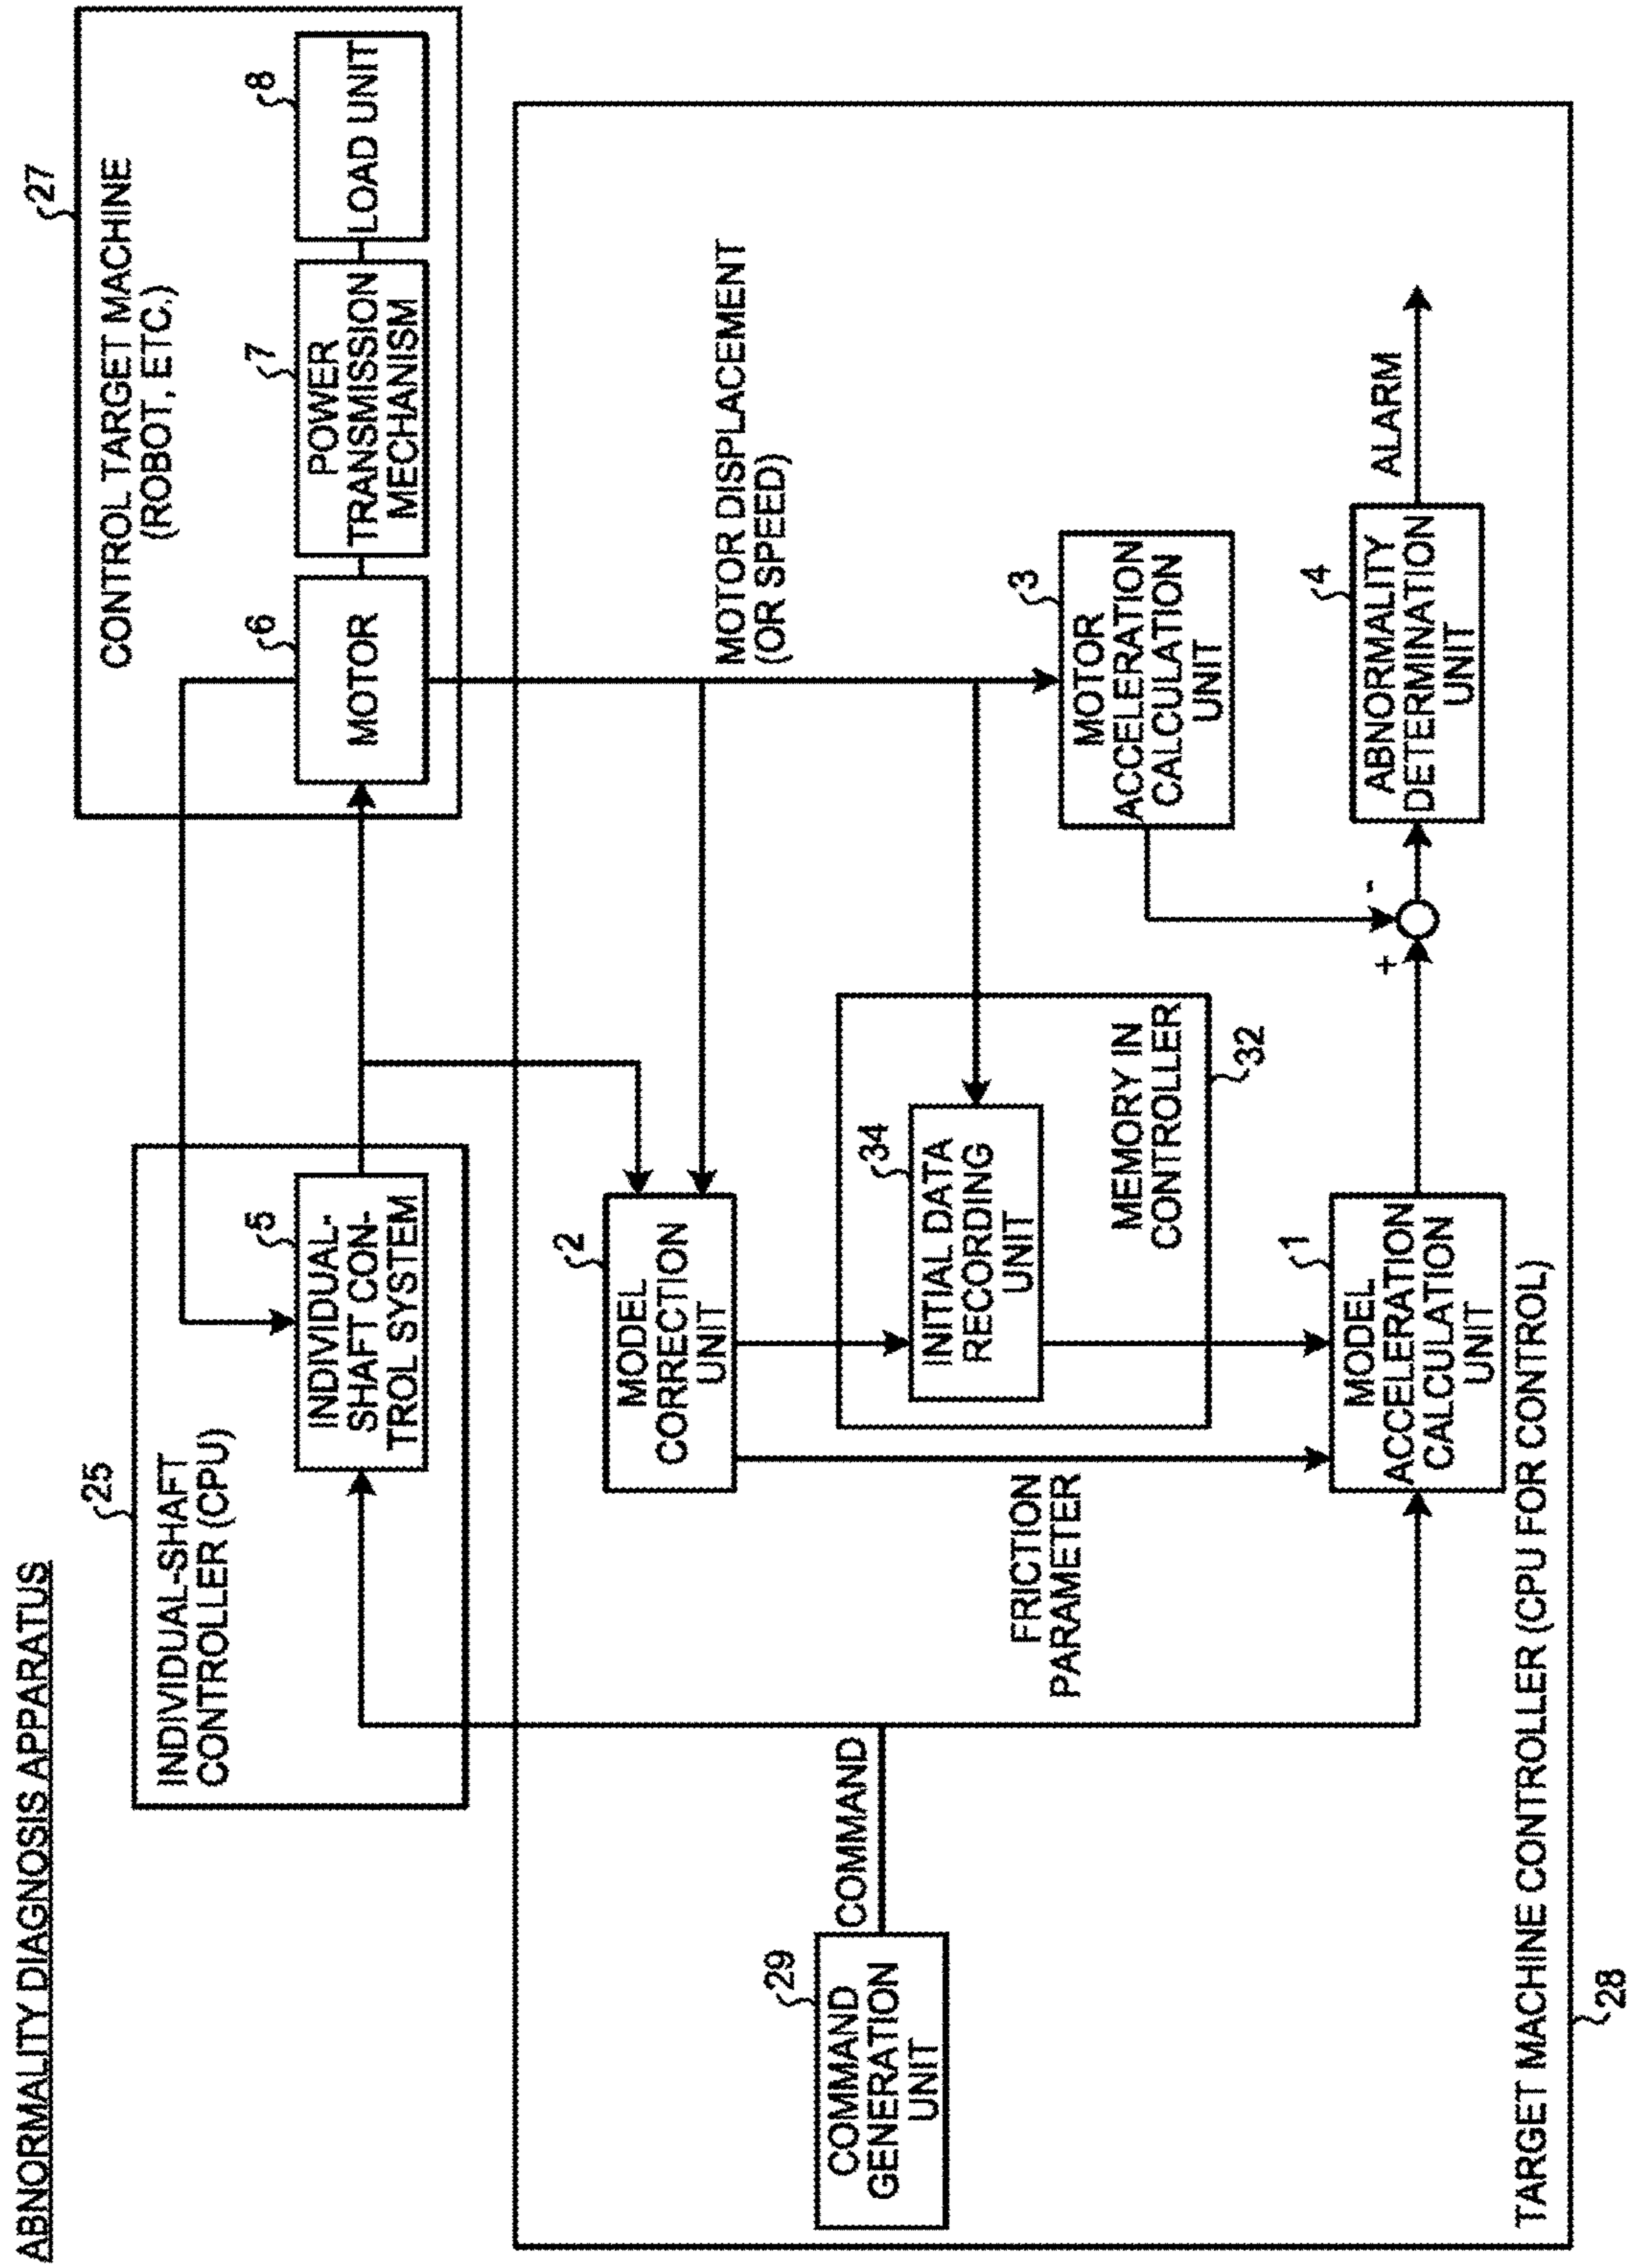 ABNORMALITY DIAGNOSIS APPARATUS
25
INDIVIDUAL-SHAFT
CONTROLLER (CPU)
5
INDIVIDUAL-
SHAFT CON-
TROL SYSTEM
27
CONTROL TARGET MACHINE
(ROBOT, ETC.)
6
MOTOR
7
POWER
TRANSMISSION
MECHANISM
8
LOAD UNIT
29
COMMAND
GENERATION
UNIT
COMMAND
2
MODEL
CORRECTION
UNIT
MOTOR DISPLACEMENT
(OR SPEED)
FRICTION
PARAMETER
34
INITIAL DATA
RECORDING
UNIT
MEMORY IN
CONTROLLER
32
3
MOTOR
ACCELERATION
CALCULATION
UNIT
1
MODEL
ACCELERATION
CALCULATION
UNIT
+
-
4
ABNORMALITY
DETERMINATION
UNIT
ALARM
TARGET MACHINE CONTROLLER (CPU FOR CONTROL)
28